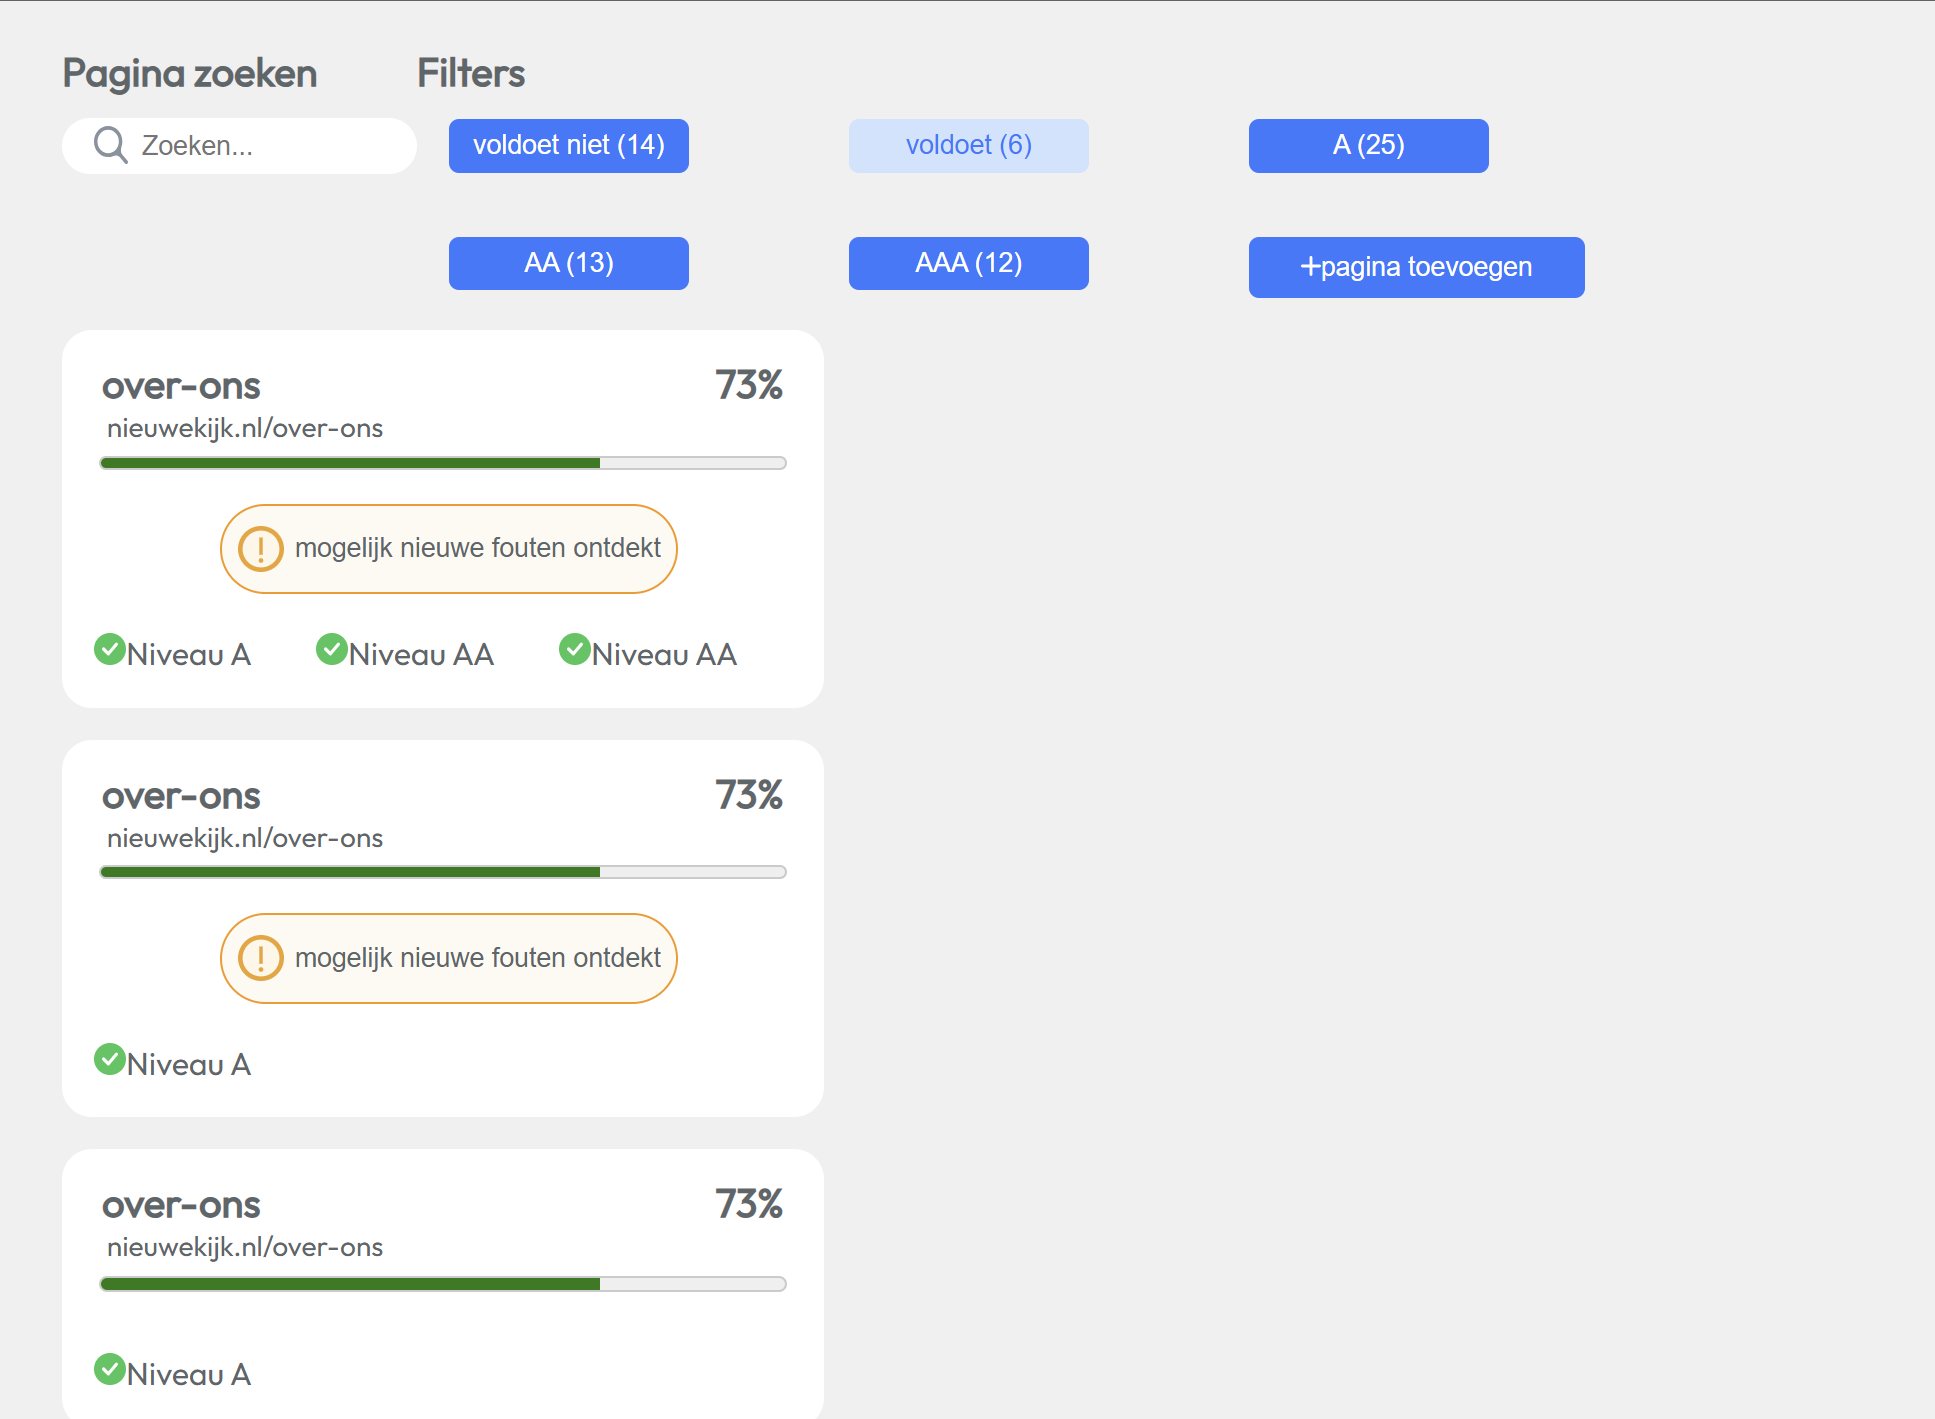 Pagina zoeken
Filters
Zoeken...
voldoet niet (14)
voldoet (6)
A (25)
AA (13)
AAA (12)
+pagina toevoegen
over-ons
73%
nieuwekijk.nl/over-ons
mogelijk nieuwe fouten ontdekt
Niveau A
Niveau AA
Niveau AA
over-ons
73%
nieuwekijk.nl/over-ons
mogelijk nieuwe fouten ontdekt
Niveau A
over-ons
73%
nieuwekijk.nl/over-ons
Niveau A